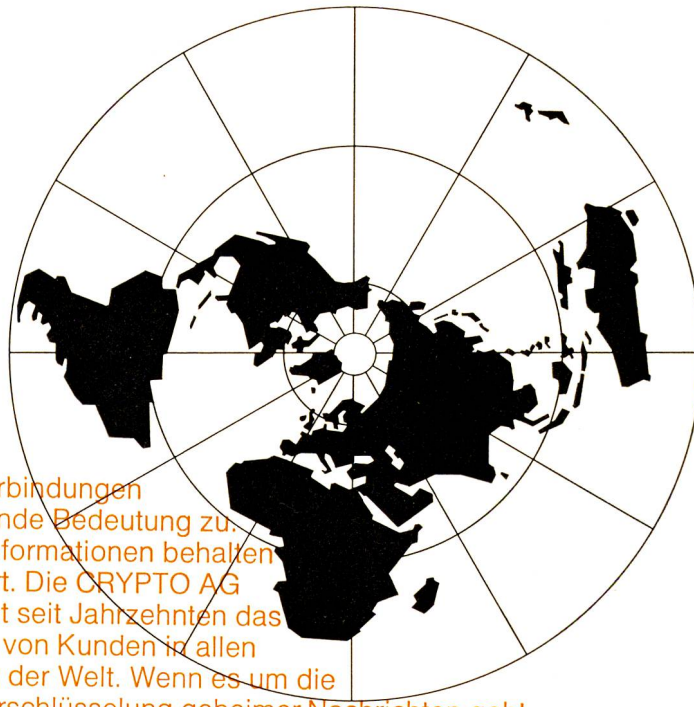 rbindungen
nde Bedeutung zu.
formationen behalten
t. Die CRYPTO AG
t seit Jahrzehnten das
von Kunden in allen
der Welt. Wenn es um die
rschlüsselung geheimer Nachrichten geht